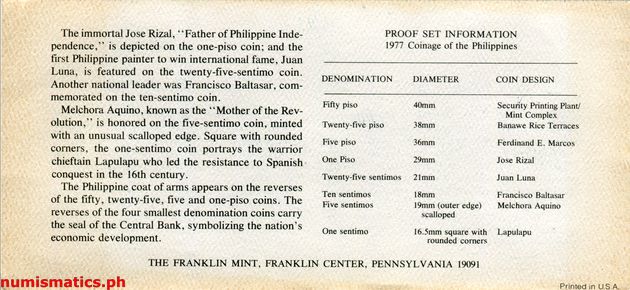 The immortal Jose Rizal, "Father of Philippine Inde-
pendence," is depicted on the one-piso coin; and the
first Philippine painter to win international fame, Juan
Luna, is featured on the twenty-five-sentimo coin.
Another national leader was Francisco Baltasar, com-
memorated on the ten-sentimo coin.
Melchora Aquino, known as the "Mother of the Rev-
olution," is honored on the five-sentimo coin, minted
with an unusual scalloped edge. Square with rounded
corners, the one-sentimo coin portrays the warrior
chieftain Lapulapu who led the resistance to Spanish
conquest in the 16th century.
The Philippine coat of arms appears on the reverses
of the fifty, twenty-five, five and one-piso coins. The
reverses of the four smallest denomination coins carry
the seal of the Central Bank, symbolizing the nation's
economic development.
PROOF SET INFORMATION
1977 Coinage of the Philippines
DENOMINATION DIAMETER COIN DESIGN
Fifty piso 40mm Security Printing Plant/
Mint Complex
Twenty-five piso 38mm Banawe Rice Terraces
Five piso 36mm Ferdinand E. Marcos
One Piso 29mm Jose Rizal
Twenty-five sentimos 21mm Juan Luna
Ten sentimos 18mm Francisco Baltasar
Five sentimos 19mm (outer edge) Melchora Aquino
scalloped
One sentimo 16.5mm square with Lapulapu
rounded corners
THE FRANKLIN MINT, FRANKLIN CENTER, PENNSYLVANIA 19091
numismatics.ph
Printed in U.S.A.